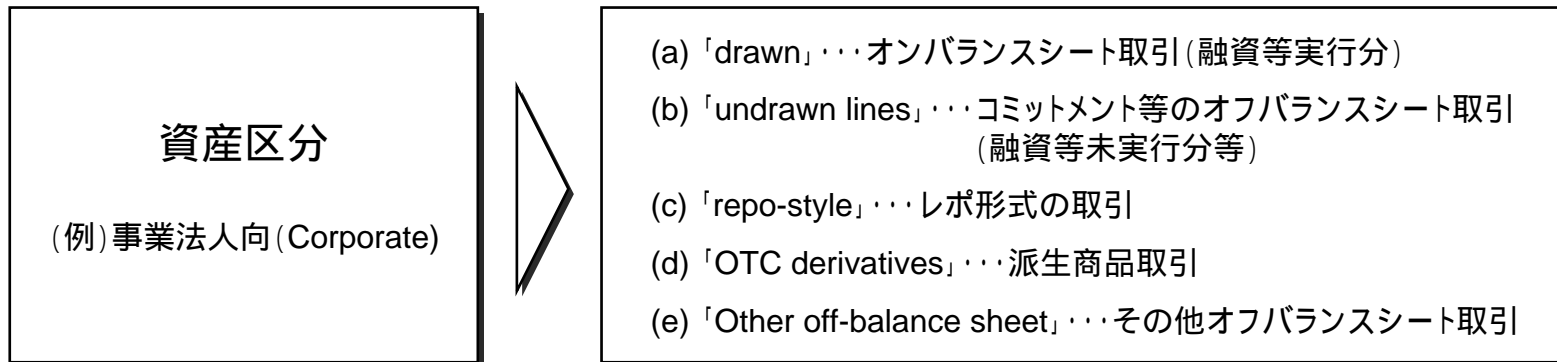 資産区分
(例)事業法人向(Corporate)
(a) 「drawn」・・・オンバランスシート取引(融資等実行分)
(b) 「undrawn lines」・・・コミットメント等のオフバランスシート取引
(融資等未実行分等)
(c) 「repo-style」・・・レポ形式の取引
(d) 「OTC derivatives」・・・派生商品取引
(e) 「Other off-balance sheet」・・・その他オフバランスシート取引